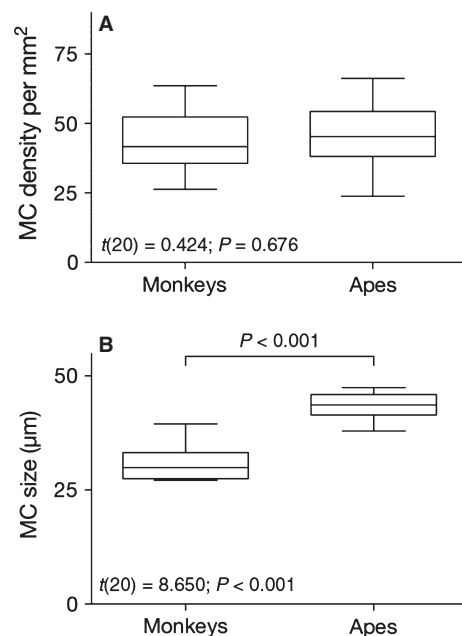 A
MC density per mm²
75
50
25
0
t(20) = 0.424; P = 0.676
Monkeys
Apes
B
P < 0.001
MC size (µm)
50
25
0
t(20) = 8.650; P < 0.001
Monkeys
Apes